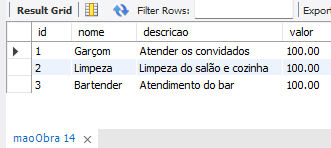 Result Grid Filter Rows: Export
id nome descricao valor
1 Garçom Atender os convidados 100.00
2 Limpeza Limpeza do salão e cozinha 100.00
3 Bartender Atendimento do bar 100.00
maoObra 14 ×